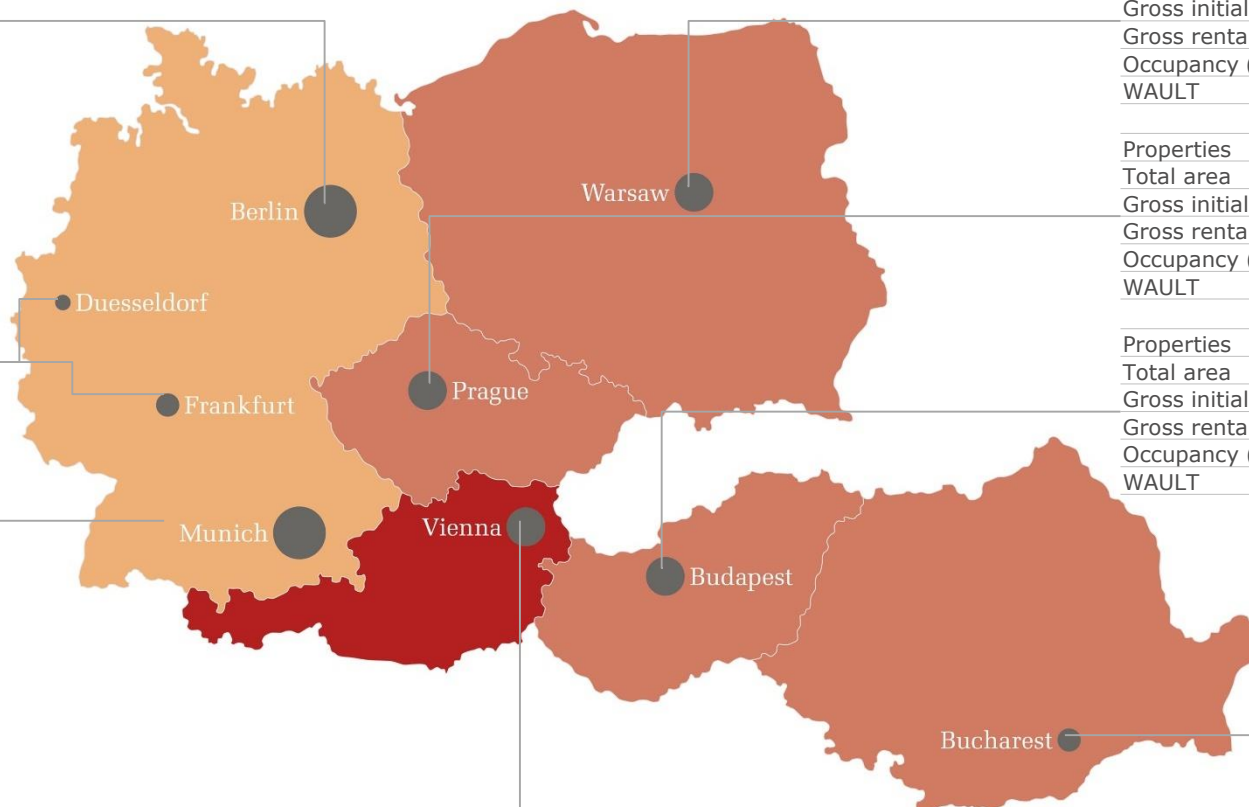 Gross initial
Gross renta
Occupancy (
WAULT
Properties
Total area
Gross initial
Gross renta
Occupancy (
WAULT
Properties
Total area
Gross initial
Gross renta
Occupancy (
WAULT
Berlin
Warsaw
Duesseldorf
Frankfurt
Prague
Munich
Vienna
Budapest
Bucharest